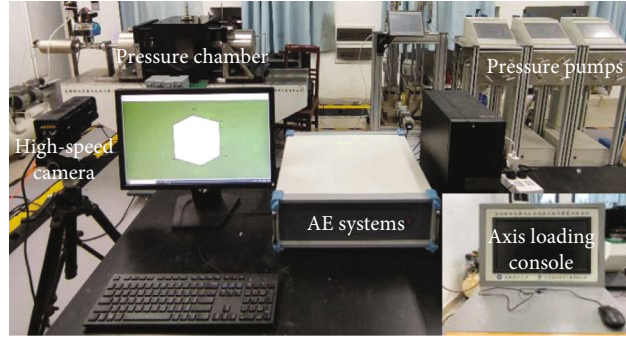 Pressure chamber
Pressure pumps
High-speed
camera
AE systems
Axis loading
console